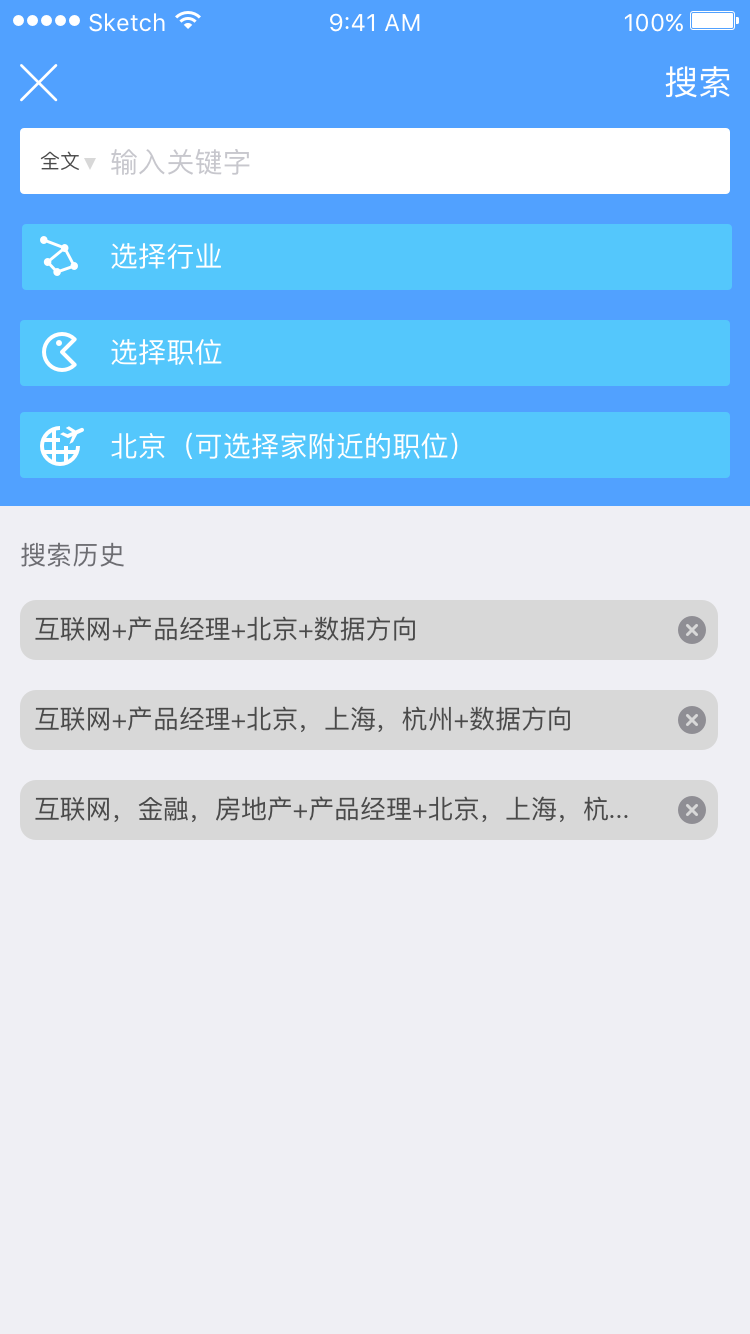 Sketch 9:41 AM 100%
搜索
全文 输入关键字
选择行业
选择职位
北京（可选择家附近的职位）
搜索历史
互联网+产品经理+北京+数据方向
互联网+产品经理+北京，上海，杭州+数据方向
互联网，金融，房地产+产品经理+北京，上海，杭...